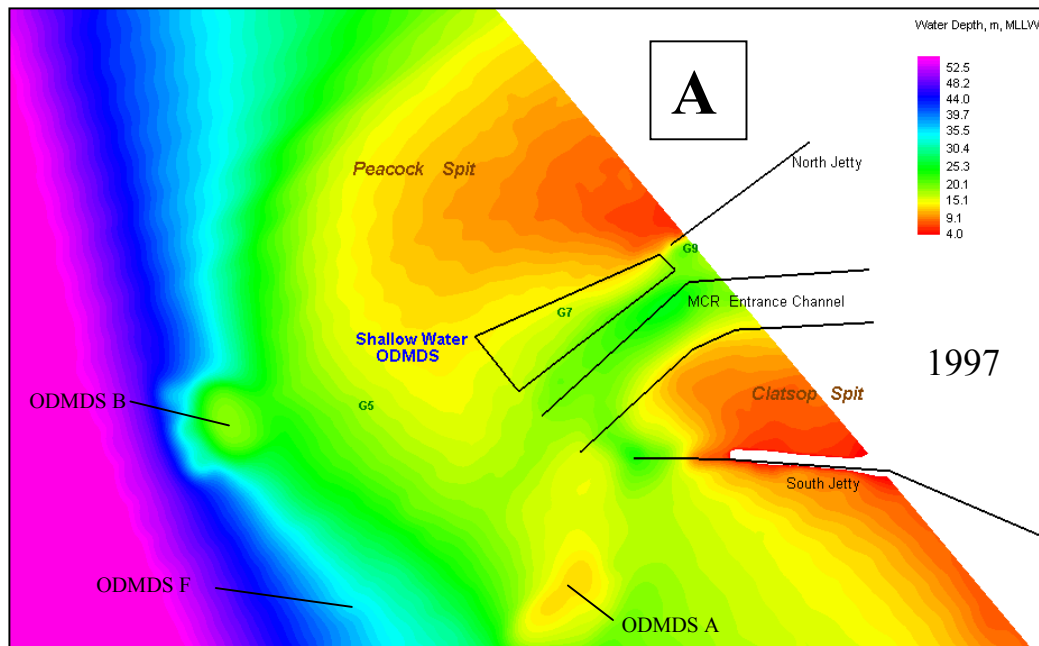 Water Depth, m, MLLW
52.5
48.2
44.0
39.7
35.5
30.4
25.3
20.1
15.1
9.1
4.0
A
North Jetty
Peacock Spit
G9
MCR Entrance Channel
G7
Shallow Water
ODMDS
1997
ODMDS B
G5
Clatsop Spit
South Jetty
ODMDS F
ODMDS A